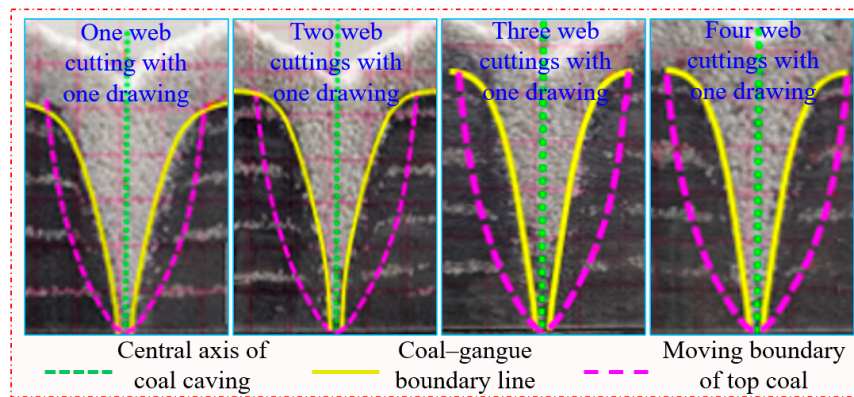 One web
cutting with
one drawing
Two web
cuttings with
one drawing
Three web
cuttings with
one drawing
Four web
cuttings with
one drawing
Central axis of
coal caving
Coal–gangue
boundary line
Moving boundary
of top coal